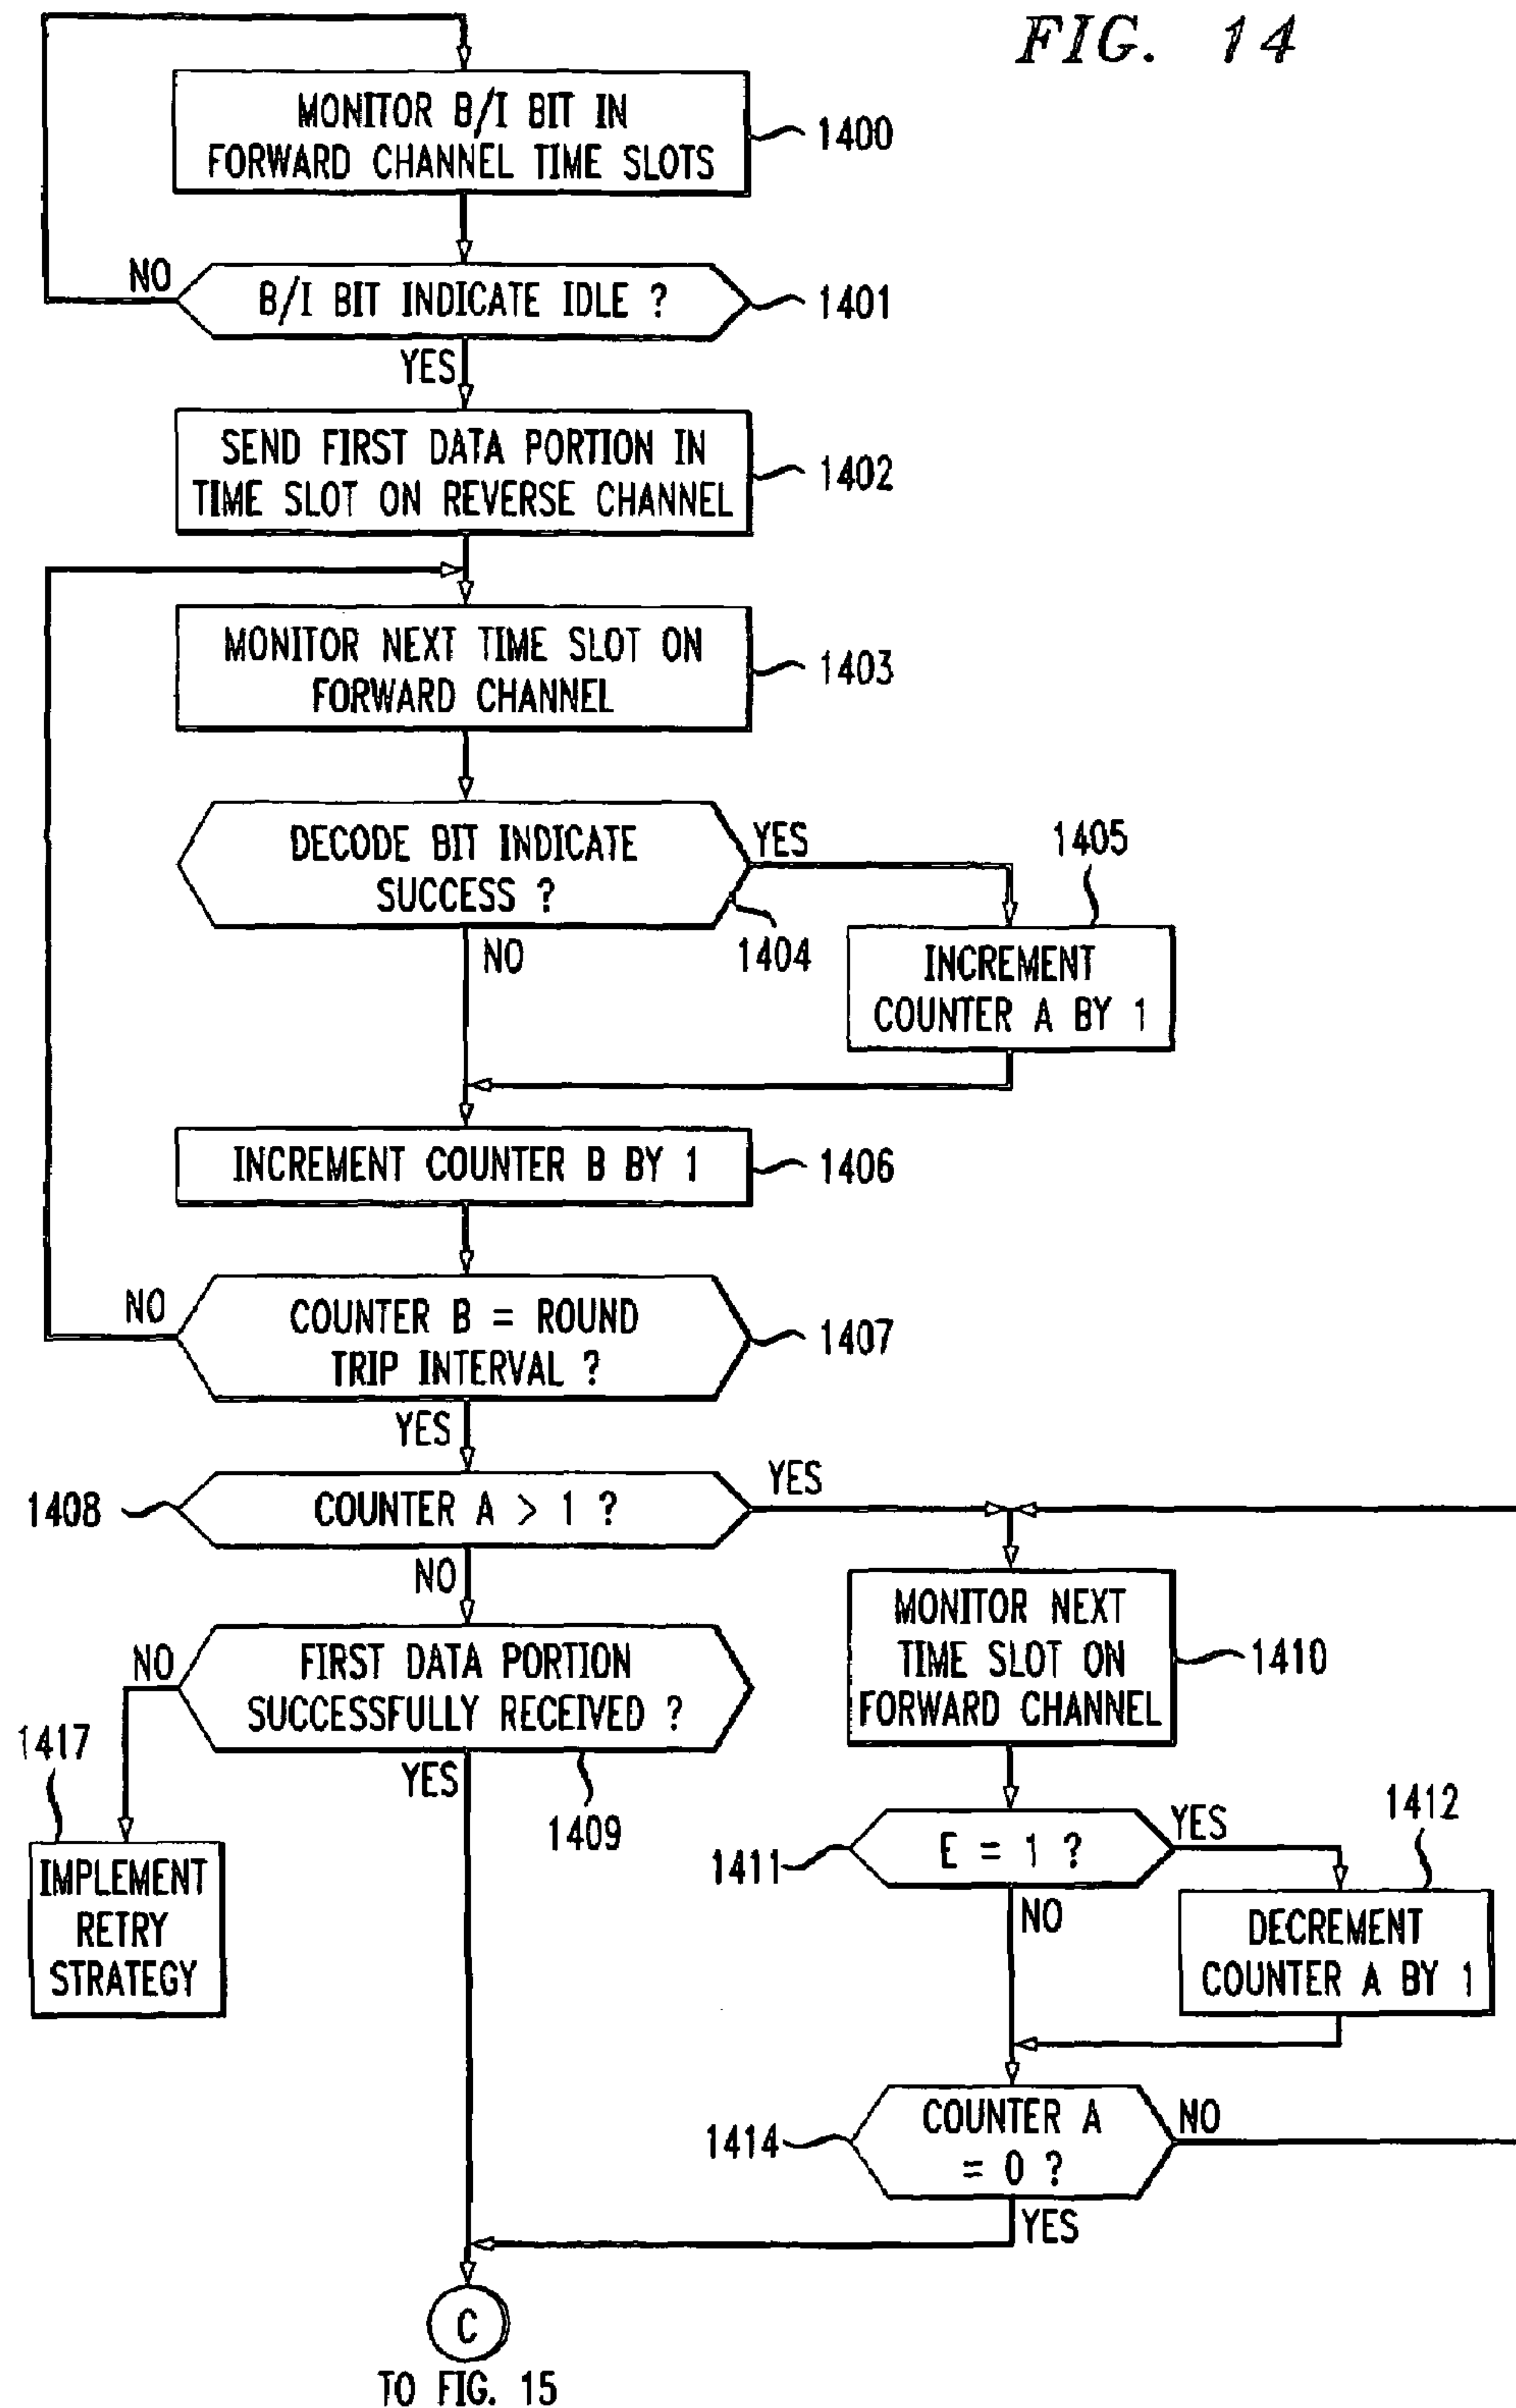 FIG. 14
MONITOR B/I BIT IN
FORWARD CHANNEL TIME SLOTS
1400
NO
B/I BIT INDICATE IDLE ?
1401
YES
SEND FIRST DATA PORTION IN
TIME SLOT ON REVERSE CHANNEL
1402
MONITOR NEXT TIME SLOT ON
FORWARD CHANNEL
1403
DECODE BIT INDICATE
SUCCESS ?
YES
1404
NO
1405
INCREMENT
COUNTER A BY 1
INCREMENT COUNTER B BY 1
1406
NO
COUNTER B = ROUND
TRIP INTERVAL ?
1407
YES
1408
COUNTER A > 1 ?
YES
NO
NO
FIRST DATA PORTION
SUCCESSFULLY RECEIVED ?
YES
1409
1417
IMPLEMENT
RETRY
STRATEGY
MONITOR NEXT
TIME SLOT ON
FORWARD CHANNEL
1410
1411
E = 1 ?
YES
NO
1412
DECREMENT
COUNTER A BY 1
1414
COUNTER A
= 0 ?
NO
YES
C
TO FIG. 15